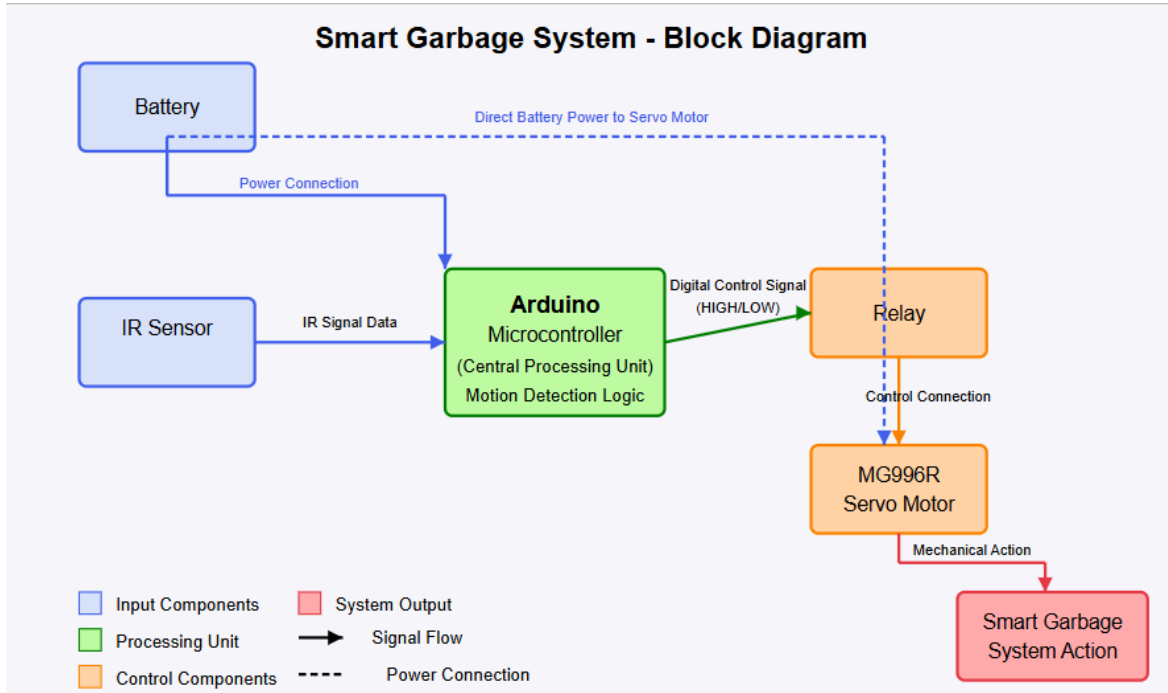 Smart Garbage System - Block Diagram
Battery
Direct Battery Power to Servo Motor
Power Connection
IR Sensor
IR Signal Data
Arduino
Microcontroller
(Central Processing Unit)
Motion Detection Logic
Digital Control Signal
(HIGH/LOW)
Relay
Control Connection
MG996R
Servo Motor
Mechanical Action
Smart Garbage
System Action
Input Components
System Output
Processing Unit
Signal Flow
Control Components
Power Connection